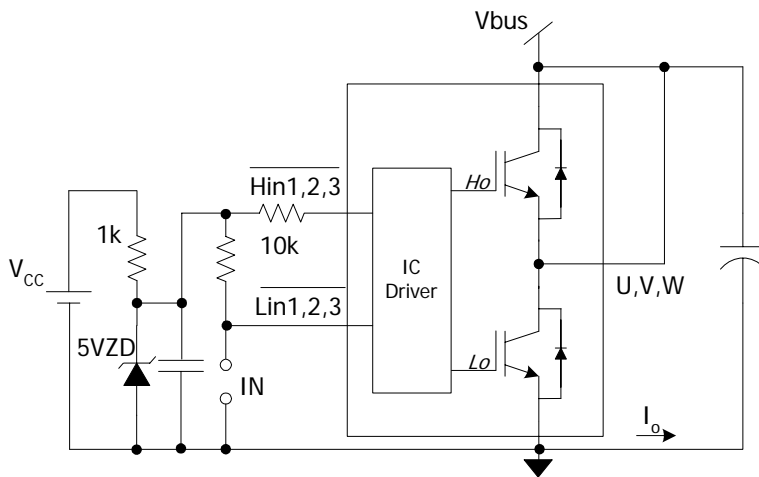 Vbus
Hin1,2,3
Ho
1k
10k
VCC
IC
Driver
U,V,W
Lin1,2,3
5VZD
IN
Lo
Io